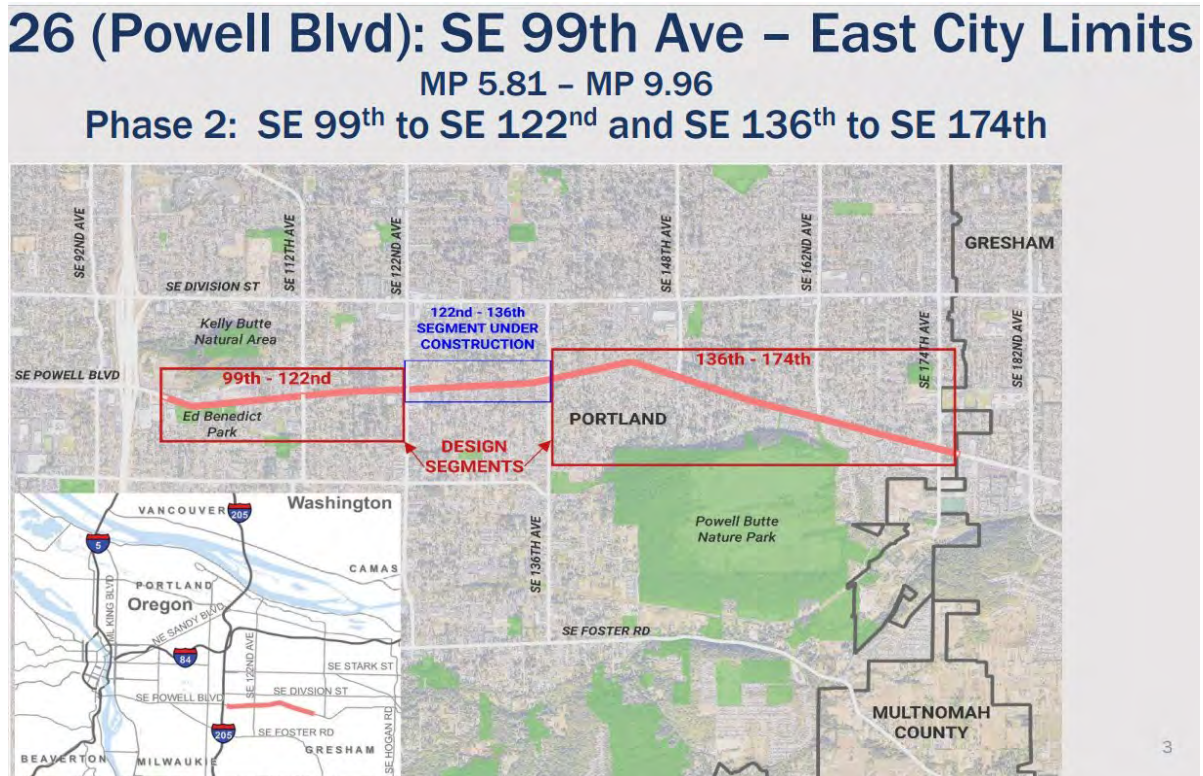 26 (Powell Blvd): SE 99th Ave – East City Limits
MP 5.81 – MP 9.96
Phase 2: SE 99th to SE 122nd and SE 136th to SE 174th
SE 92ND AVE
SE 112TH AVE
SE 122ND AVE
SE 148TH AVE
SE 162ND AVE
GRESHAM
SE DIVISION ST
Kelly Butte
Natural Area
122nd - 136th
SEGMENT UNDER
CONSTRUCTION
SE 174TH AVE
SE 182ND AVE
SE POWELL BLVD
99th - 122nd
136th - 174th
Ed Benedict
Park
PORTLAND
DESIGN
SEGMENTS
SE 136TH AVE
Powell Butte
Nature Park
SE FOSTER RD
MULTNOMAH
COUNTY
Washington
VANCOUVER
205
5
CAMAS
PORTLAND
Oregon
ML KING BLVD
NE SANDY BLVD
84
SE 122ND AVE
SE STARK ST
SE POWELL BLVD
SE DIVSION ST
SE FOSTER RD
205
GRESHAM
SE HOGAN RD
BEAVERTON
MILWAUKIE
3